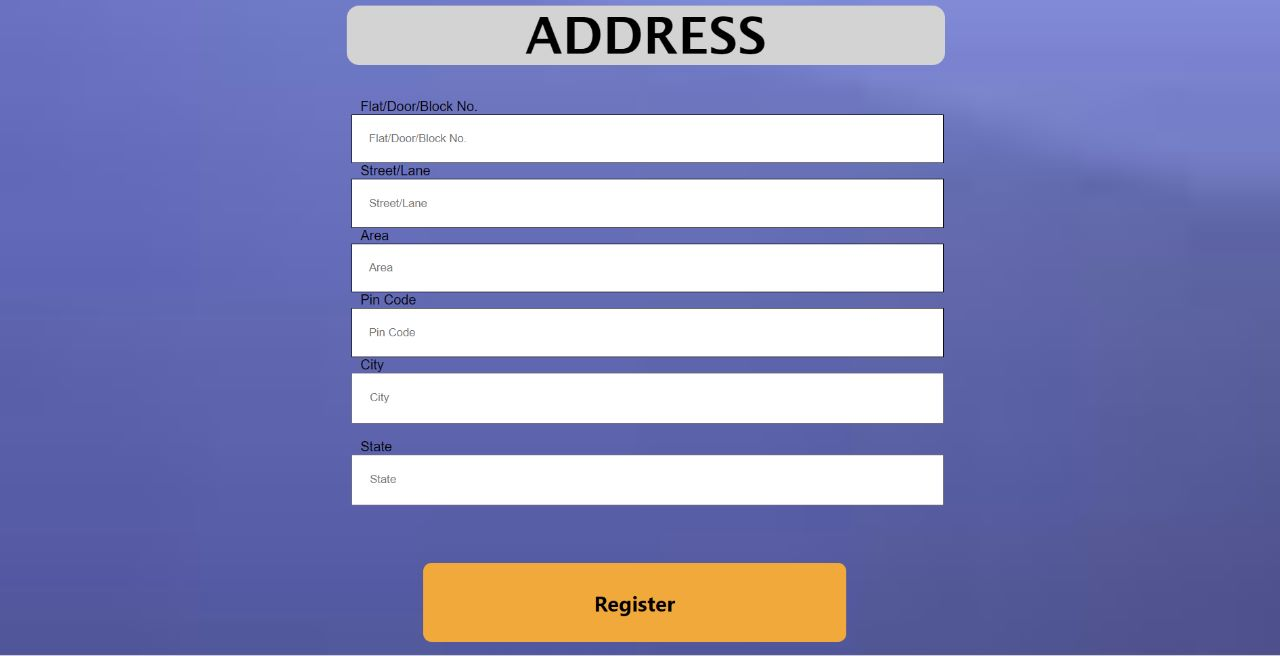 ADDRESS
Flat/Door/Block No.
Flat/Door/Block No.
Street/Lane
Street/Lane
Area
Area
Pin Code
Pin Code
City
City
State
State
Register